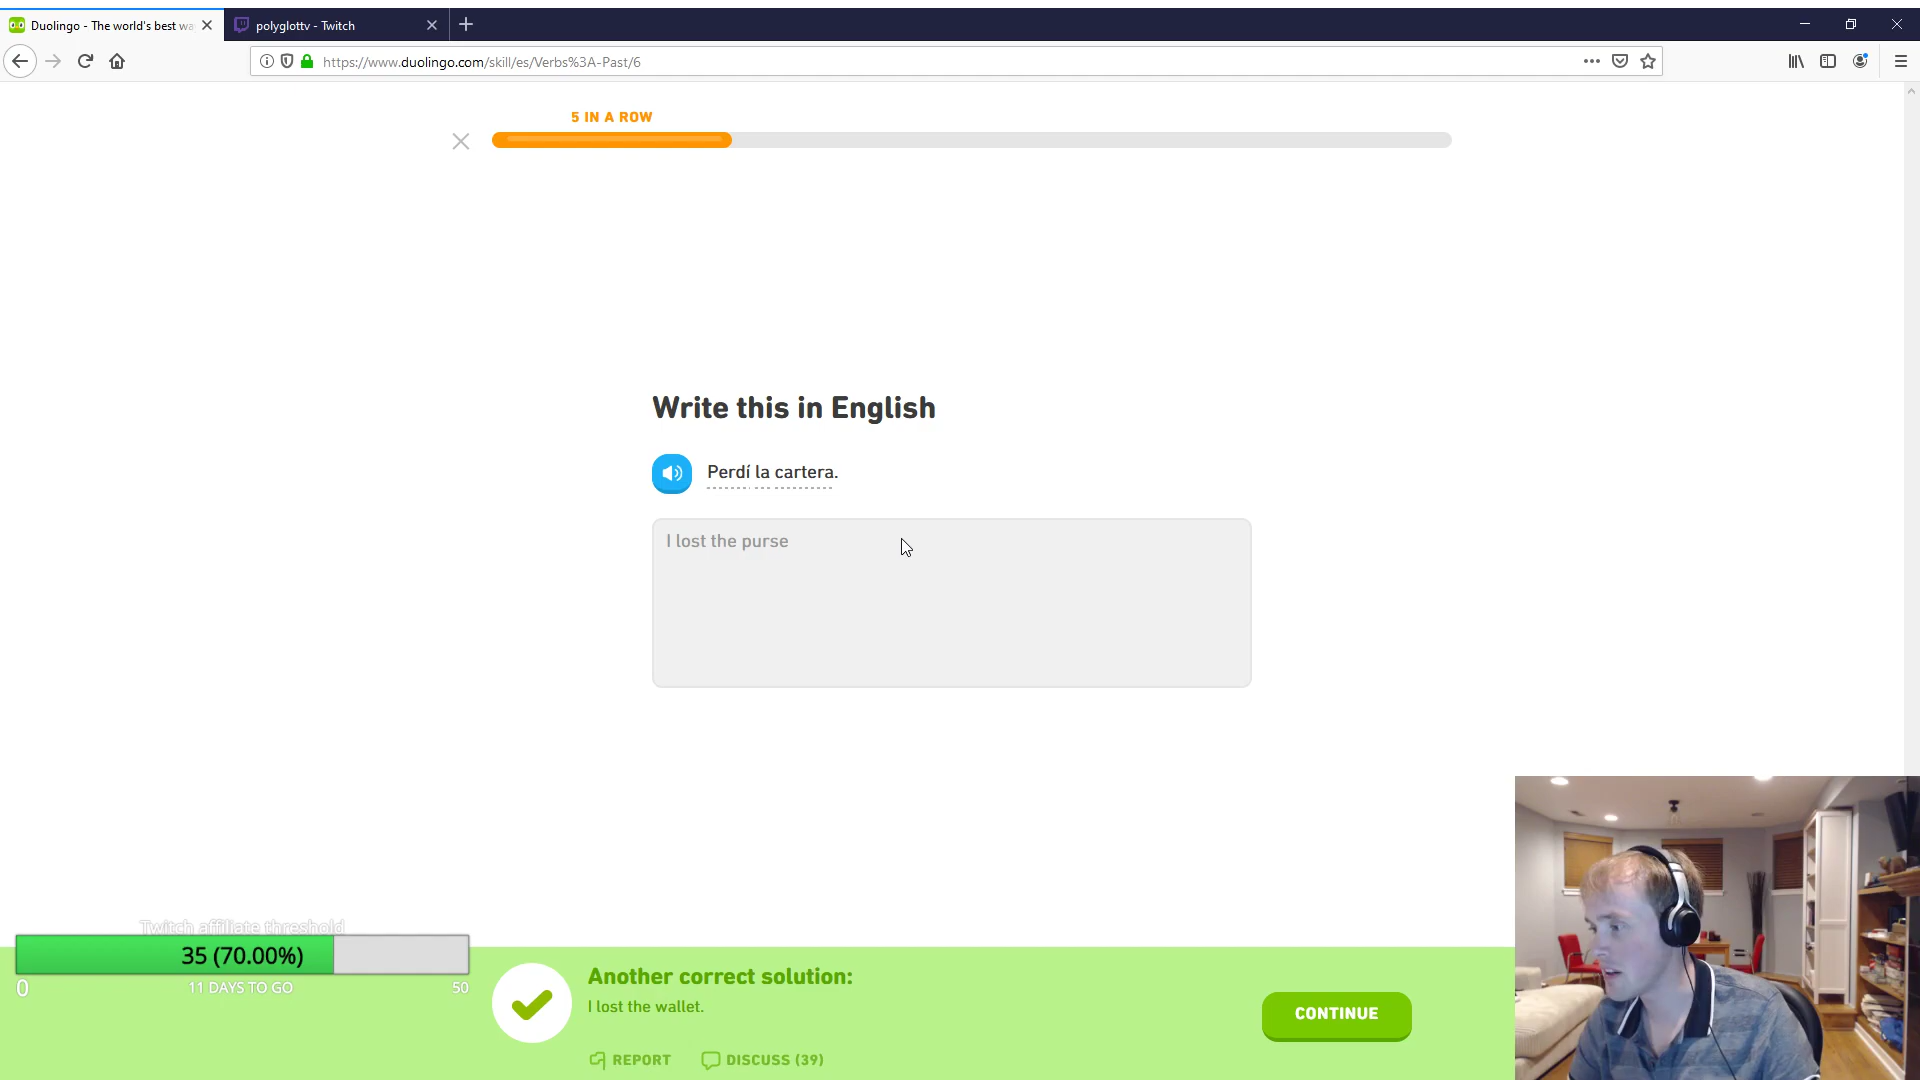 Duolingo - The world's best wa
polyglottv - Twitch
https://www.duolingo.com/skill/es/Verbs%3A-Past/6
5 IN A ROW
Write this in English
Perdí la cartera.
I lost the purse
Twitch affiliate threshold
35 (70.00%)
0
11 DAYS TO GO
50
Another correct solution:
I lost the wallet.
CONTINUE
REPORT
DISCUSS (39)